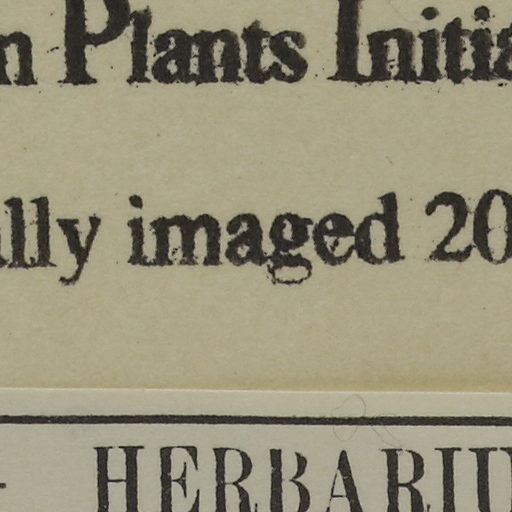 n Plants Initia
lly imaged 20
HERBARIU